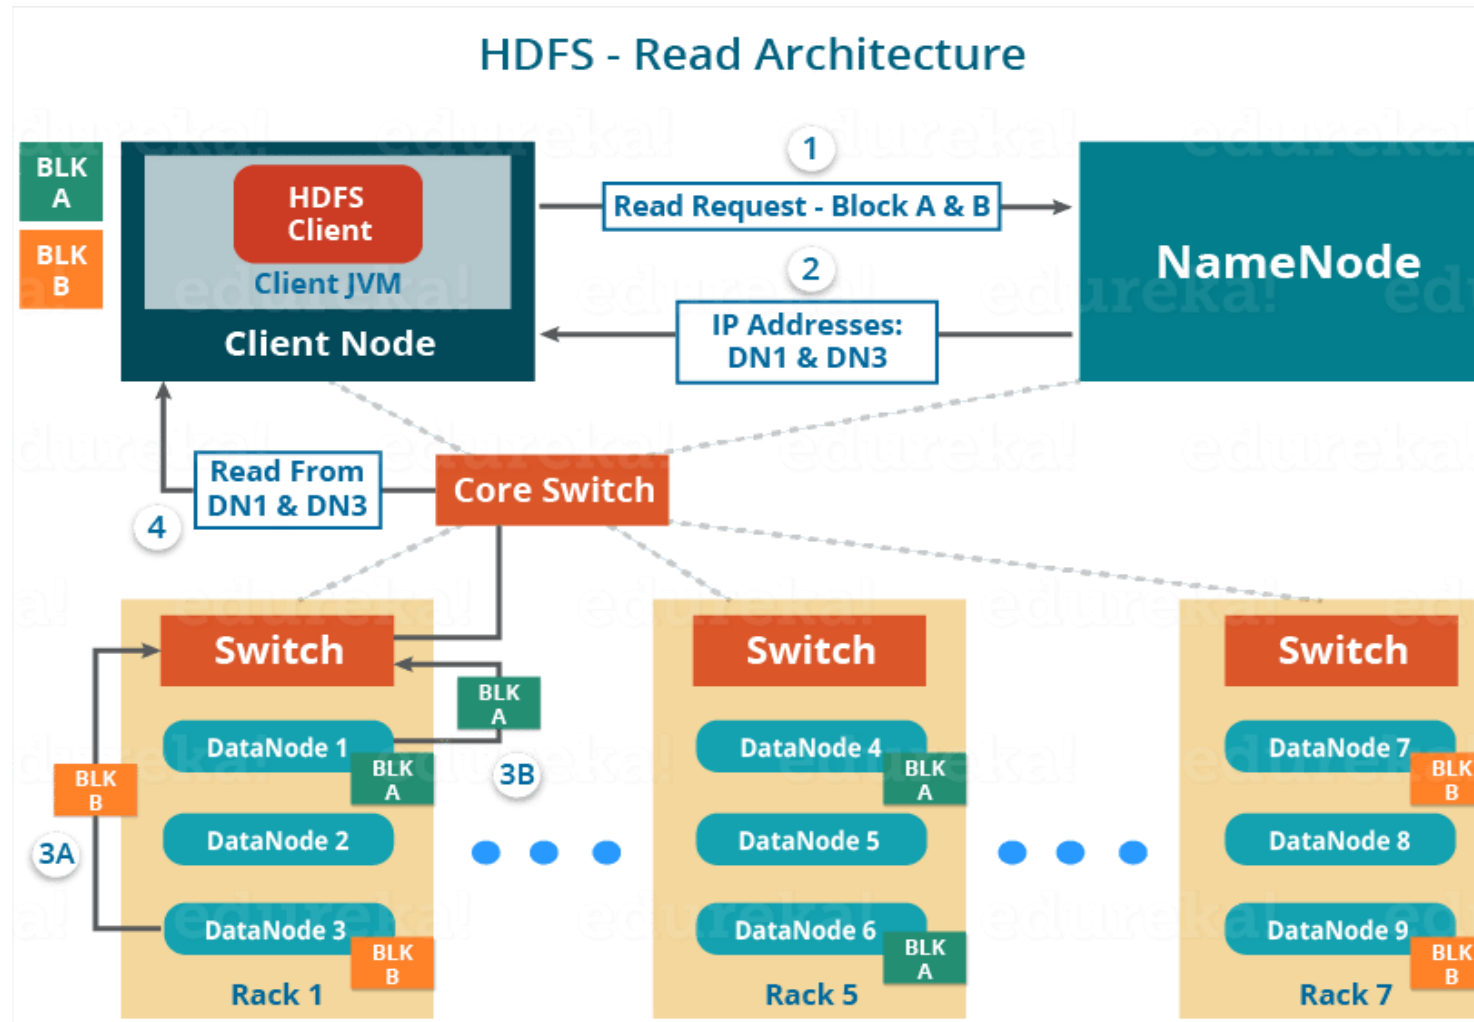 HDFS - Read Architecture
BLK
A
BLK
B
HDFS
Client
Client JVM
Client Node
1
Read Request - Block A & B
2
IP Addresses:
DN1 & DN3
NameNode
Read From
DN1 & DN3
4
Core Switch
Switch
BLK
A
DataNode 1
BLK
A
3B
BLK
B
3A
DataNode 2
DataNode 3
BLK
B
Rack 1
Switch
DataNode 4
BLK
A
DataNode 5
DataNode 6
BLK
A
Rack 5
Switch
DataNode 7
BLK
B
DataNode 8
DataNode 9
BLK
B
Rack 7
edureka!